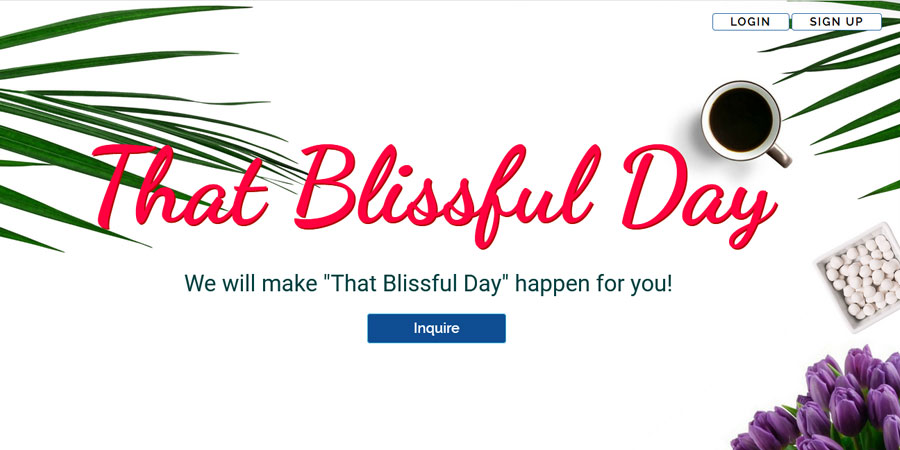 LOGIN SIGN UP
That Blissful Day
We will make "That Blissful Day" happen for you!
Inquire